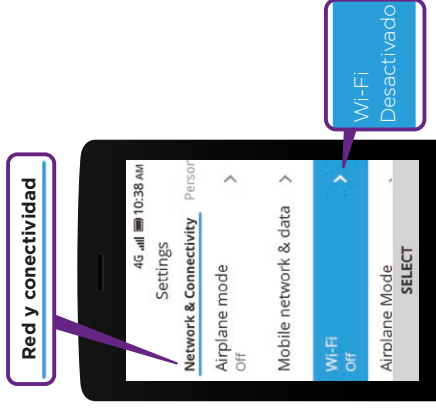 Red y conectividad
4G 10:38 AM
Settings
Network & Connectivity Person
Airplane mode
Off
Mobile network & data
Wi-Fi
Off
Airplane Mode
SELECT
Wi-Fi
Desactivado